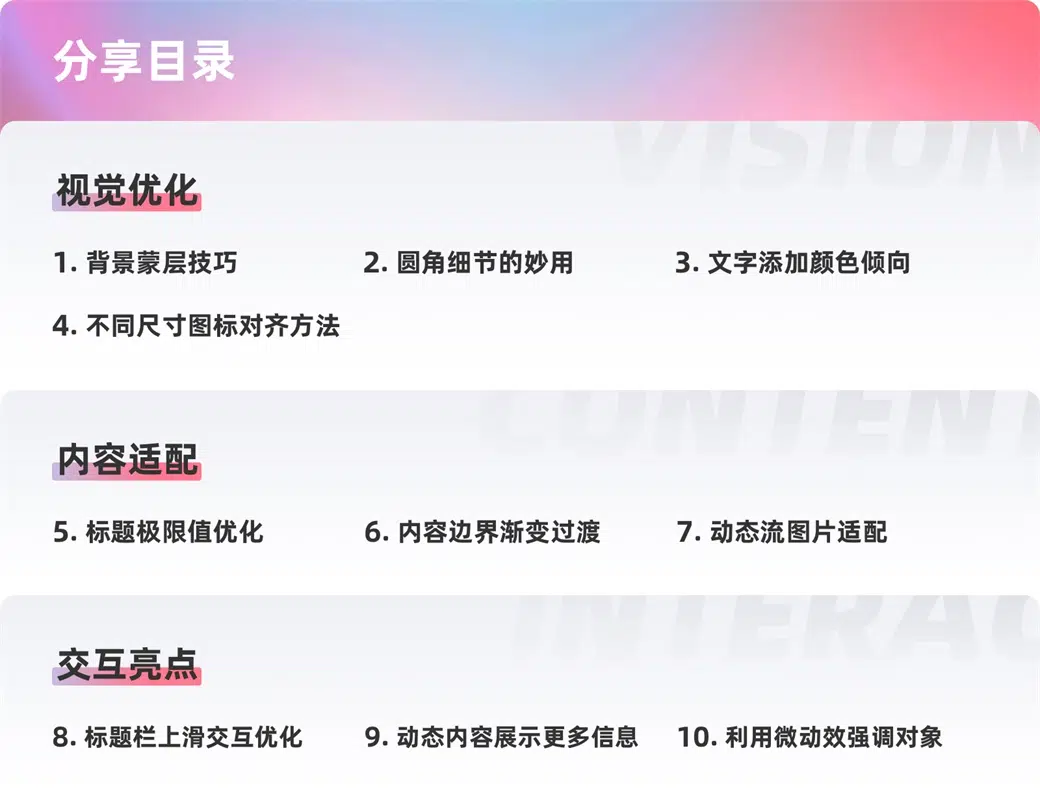 分享目录
VISION
视觉优化
1. 背景蒙层技巧
2. 圆角细节的妙用
3. 文字添加颜色倾向
4. 不同尺寸图标对齐方法
CONTENT
内容适配
5. 标题极限值优化
6. 内容边界渐变过渡
7. 动态流图片适配
INTERAC
交互亮点
8. 标题栏上滑交互优化
9. 动态内容展示更多信息
10. 利用微动效强调对象